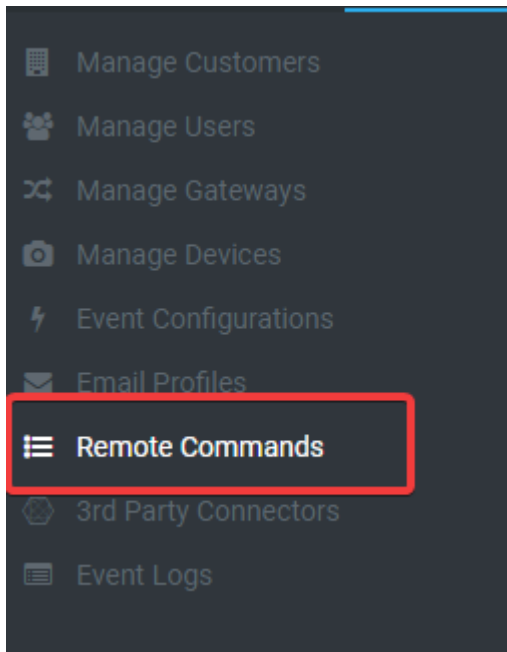 Manage Customers
Manage Users
Manage Gateways
Manage Devices
Event Configurations
Email Profiles
Remote Commands
3rd Party Connectors
Event Logs